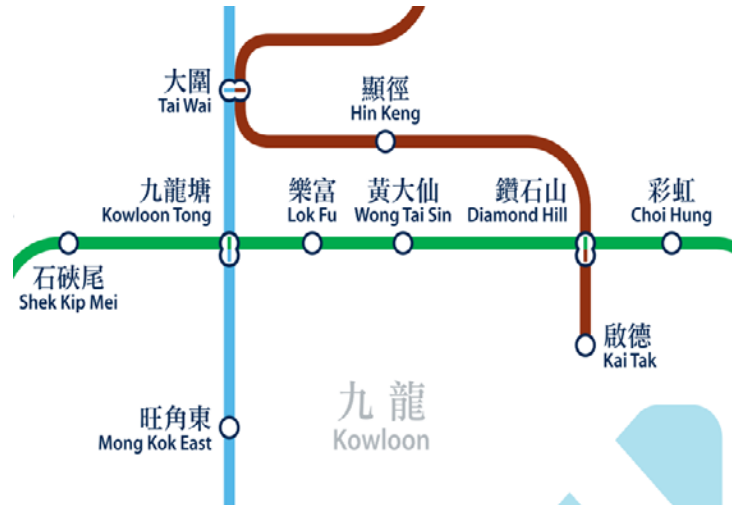 大圍
Tai Wai
顯徑
Hin Keng
九龍塘
Kowloon Tong
樂富
Lok Fu
黃大仙
Wong Tai Sin
鑽石山
Diamond Hill
彩虹
Choi Hung
石硤尾
Shek Kip Mei
啟德
Kai Tak
旺角東
Mong Kok East
九龍
Kowloon